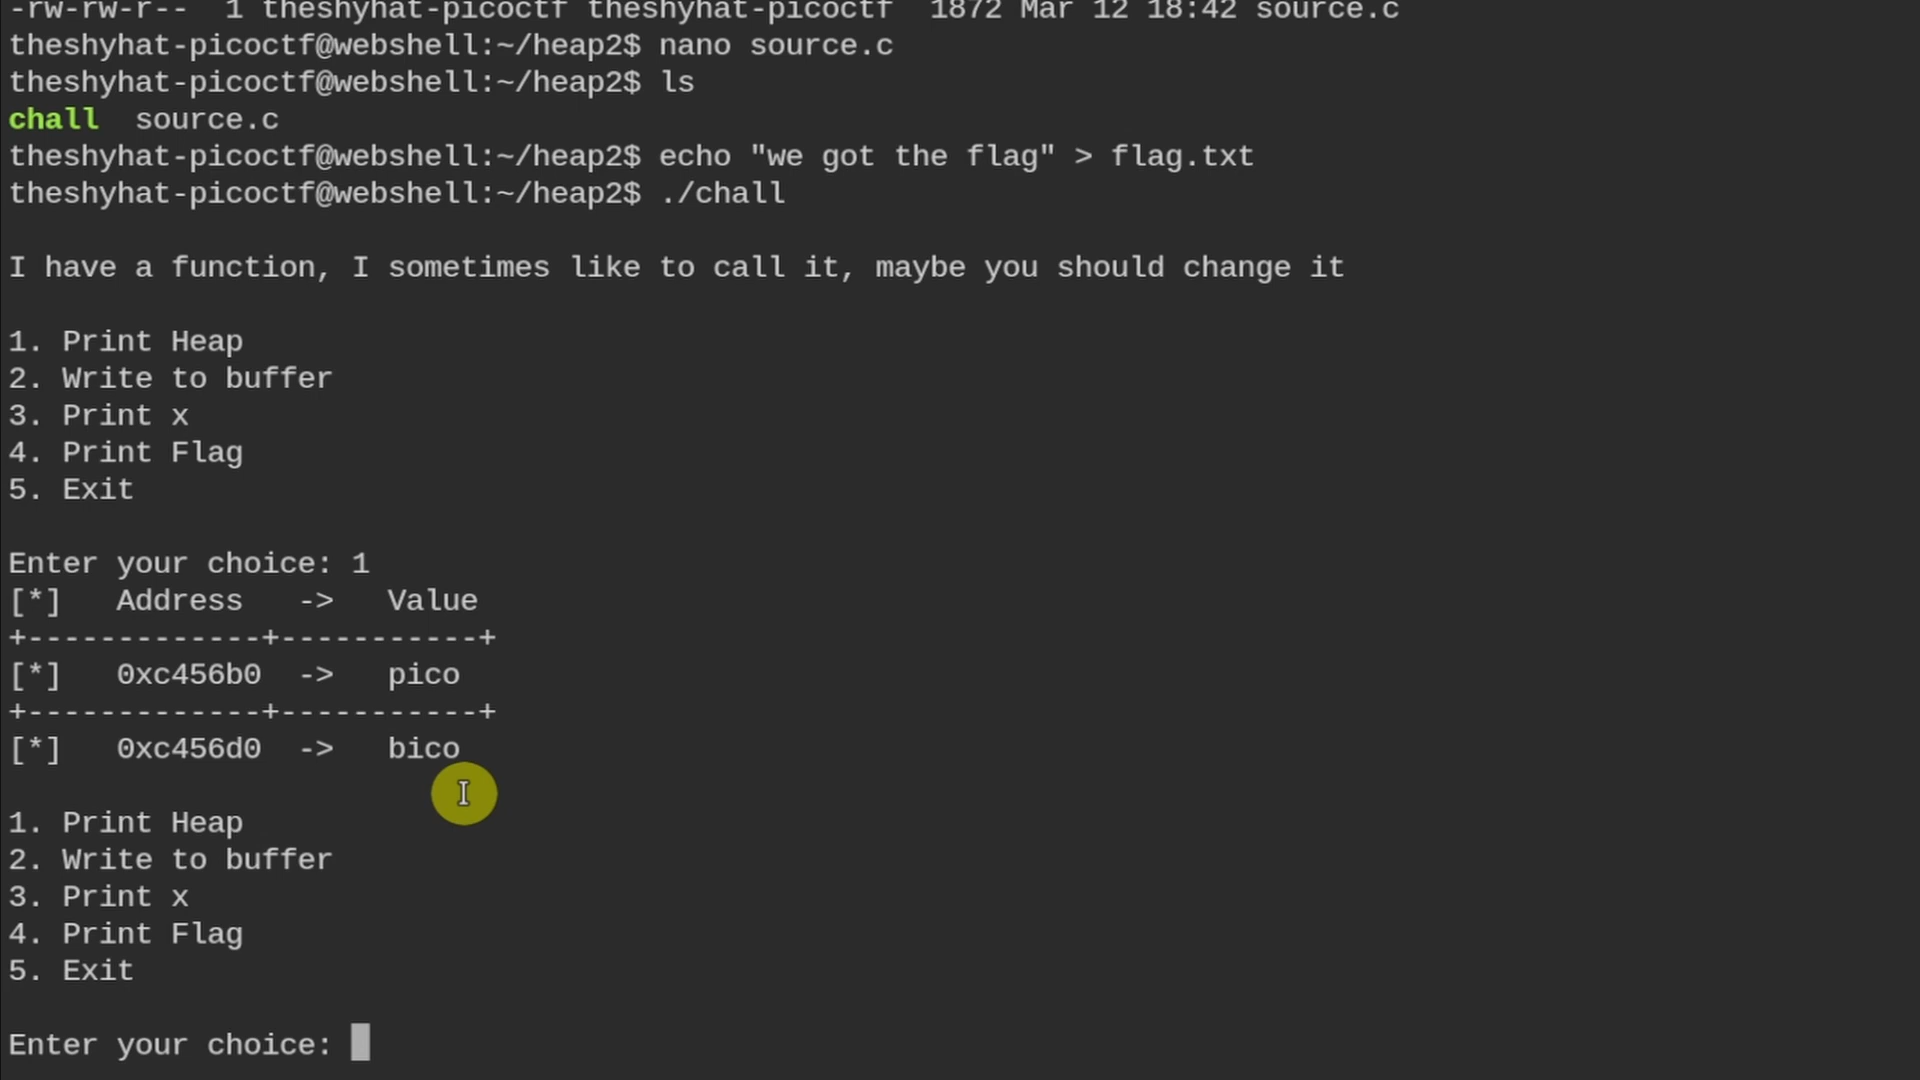 -rw-rw-r-- 1 theshyhat-picoctf theshyhat-picoctf 1872 Mar 12 18:42 source.c
theshyhat-picoctf@webshell:~/heap2$ nano source.c
theshyhat-picoctf@webshell:~/heap2$ ls
chall source.c
theshyhat-picoctf@webshell:~/heap2$ echo "we got the flag" > flag.txt
theshyhat-picoctf@webshell:~/heap2$ ./chall
I have a function, I sometimes like to call it, maybe you should change it
1. Print Heap
2. Write to buffer
3. Print x
4. Print Flag
5. Exit
Enter your choice: 1
[*]   Address   ->   Value
+-------------+-----------+
[*]   0xc456b0  ->   pico
+-------------+-----------+
[*]   0xc456d0  ->   bico
1. Print Heap
2. Write to buffer
3. Print x
4. Print Flag
5. Exit
Enter your choice: